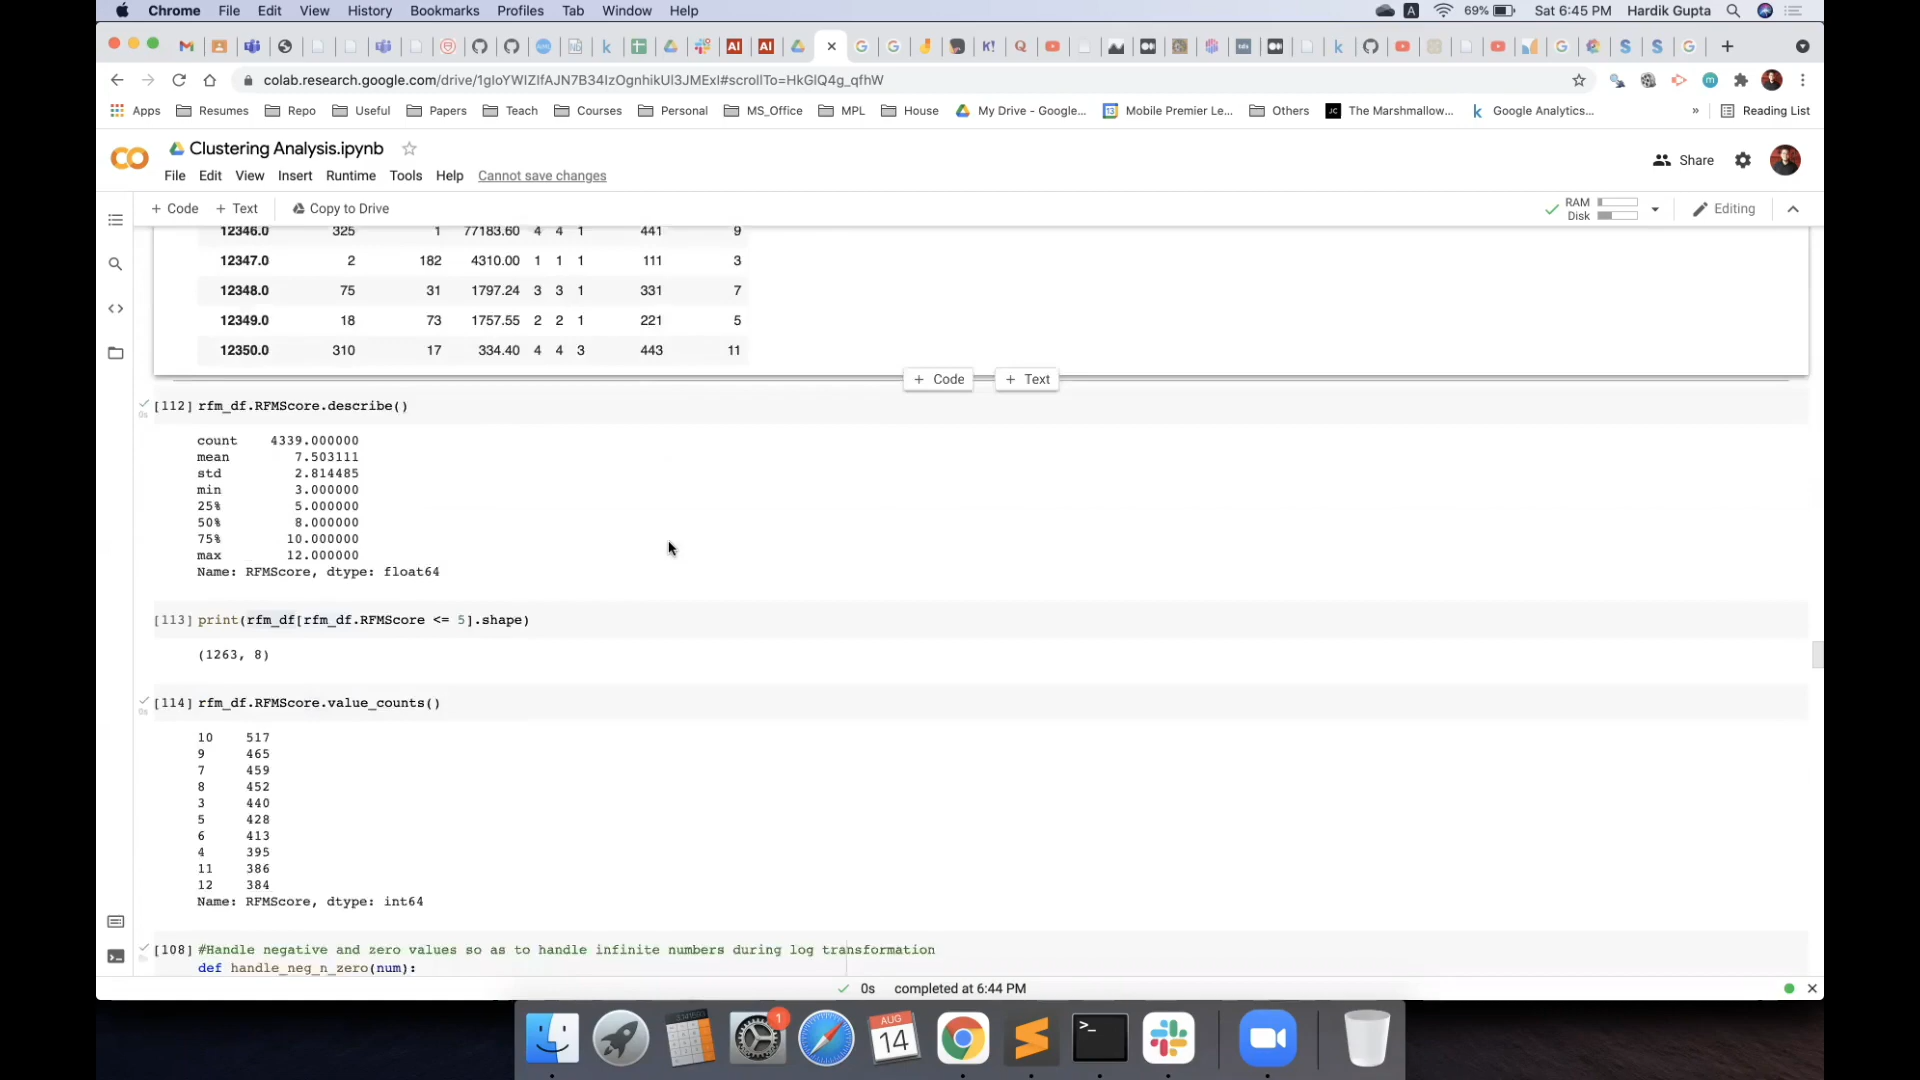 Chrome File Edit View History Bookmarks Profiles Tab Window Help A 69% Sat 6:45 PM Hardik Gupta
colab.research.google.com/drive/1gIoYWIZIfAJN7B34IzOgnhikUI3JMExI#scrollTo=HkGlQ4g_qfhW
Apps Resumes Repo Useful Papers Teach Courses Personal MS_Office MPL House My Drive - Google... Mobile Premier Le... Others JC The Marshmallow... Google Analytics... » Reading List
Clustering Analysis.ipynb
Share
File Edit View Insert Runtime Tools Help Cannot save changes
+ Code + Text Copy to Drive RAM Disk Editing
12346.0 325 1 77183.60 4 4 1 441 9
12347.0 2 182 4310.00 1 1 1 111 3
12348.0 75 31 1797.24 3 3 1 331 7
12349.0 18 73 1757.55 2 2 1 221 5
12350.0 310 17 334.40 4 4 3 443 11
+ Code + Text
[112] rfm_df.RFMScore.describe()
0s
count 4339.000000
mean 7.503111
std 2.814485
min 3.000000
25% 5.000000
50% 8.000000
75% 10.000000
max 12.000000
Name: RFMScore, dtype: float64
[113] print(rfm_df[rfm_df.RFMScore <= 5].shape)
(1263, 8)
[114] rfm_df.RFMScore.value_counts()
0s
10 517
9 465
7 459
8 452
3 440
5 428
6 413
4 395
11 386
12 384
Name: RFMScore, dtype: int64
[108] #Handle negative and zero values so as to handle infinite numbers during log transformation
def handle_neg_n_zero(num):
0s completed at 6:44 PM
1
AUG
14